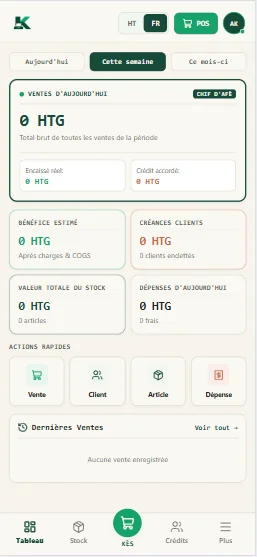 HT FR POS AK
Aujourd'hui Cette semaine Ce mois-ci
VENTES D'AUJOURD'HUI CHIF D'AFÈ
0 HTG
Total brut de toutes les ventes de la période
Encaissé réel: Crédit accordé:
0 HTG 0 HTG
BÉNÉFICE ESTIMÉ CRÉANCES CLIENTS
0 HTG 0 HTG
Après charges & COGS 0 clients endettés
VALEUR TOTALE DU STOCK DÉPENSES D'AUJOURD'HUI
0 HTG 0 HTG
0 articles 0 frais
ACTIONS RAPIDES
Vente Client Article Dépense
Dernières Ventes Voir tout →
Aucune vente enregistrée
Tableau Stock KÈS Crédits Plus